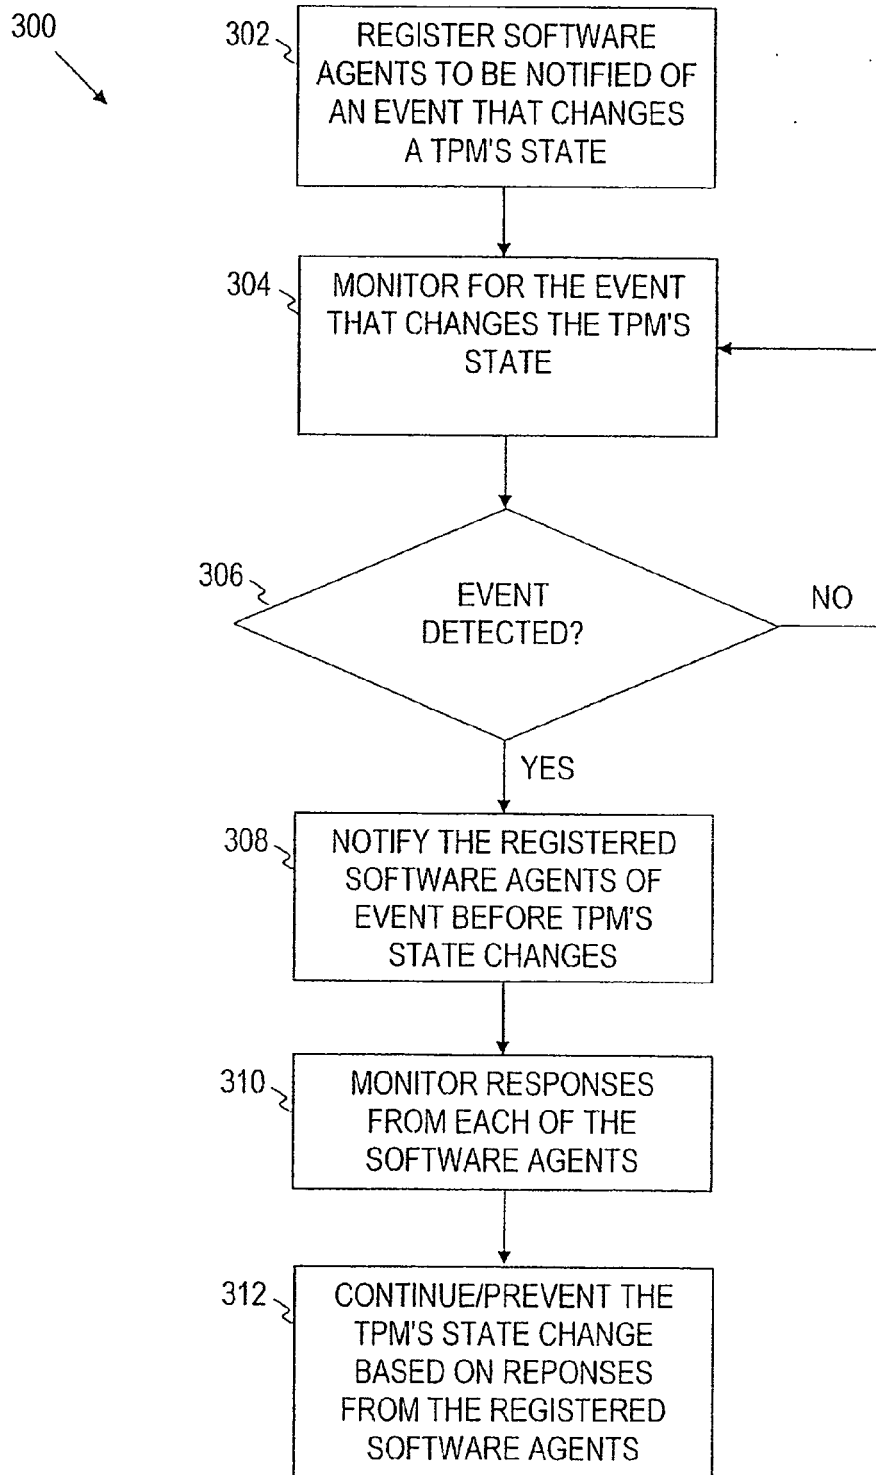 300
302
REGISTER SOFTWARE
AGENTS TO BE NOTIFIED OF
AN EVENT THAT CHANGES
A TPM'S STATE
304
MONITOR FOR THE EVENT
THAT CHANGES THE TPM'S
STATE
306
EVENT
DETECTED?
NO
YES
308
NOTIFY THE REGISTERED
SOFTWARE AGENTS OF
EVENT BEFORE TPM'S
STATE CHANGES
310
MONITOR RESPONSES
FROM EACH OF THE
SOFTWARE AGENTS
312
CONTINUE/PREVENT THE
TPM'S STATE CHANGE
BASED ON REPONSES
FROM THE REGISTERED
SOFTWARE AGENTS